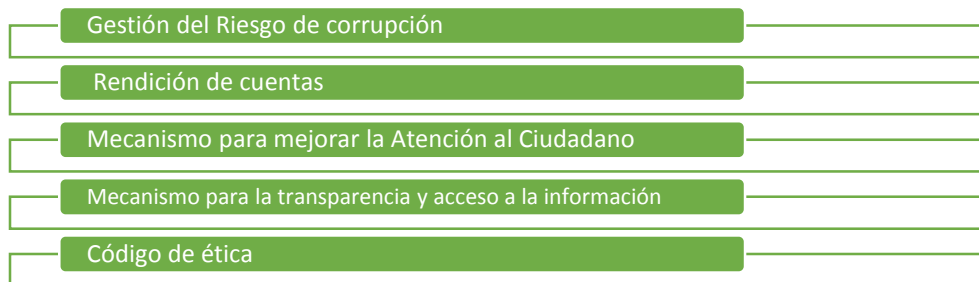 Gestión del Riesgo de corrupción
Rendición de cuentas
Mecanismo para mejorar la Atención al Ciudadano
Mecanismo para la transparencia y acceso a la información
Código de ética